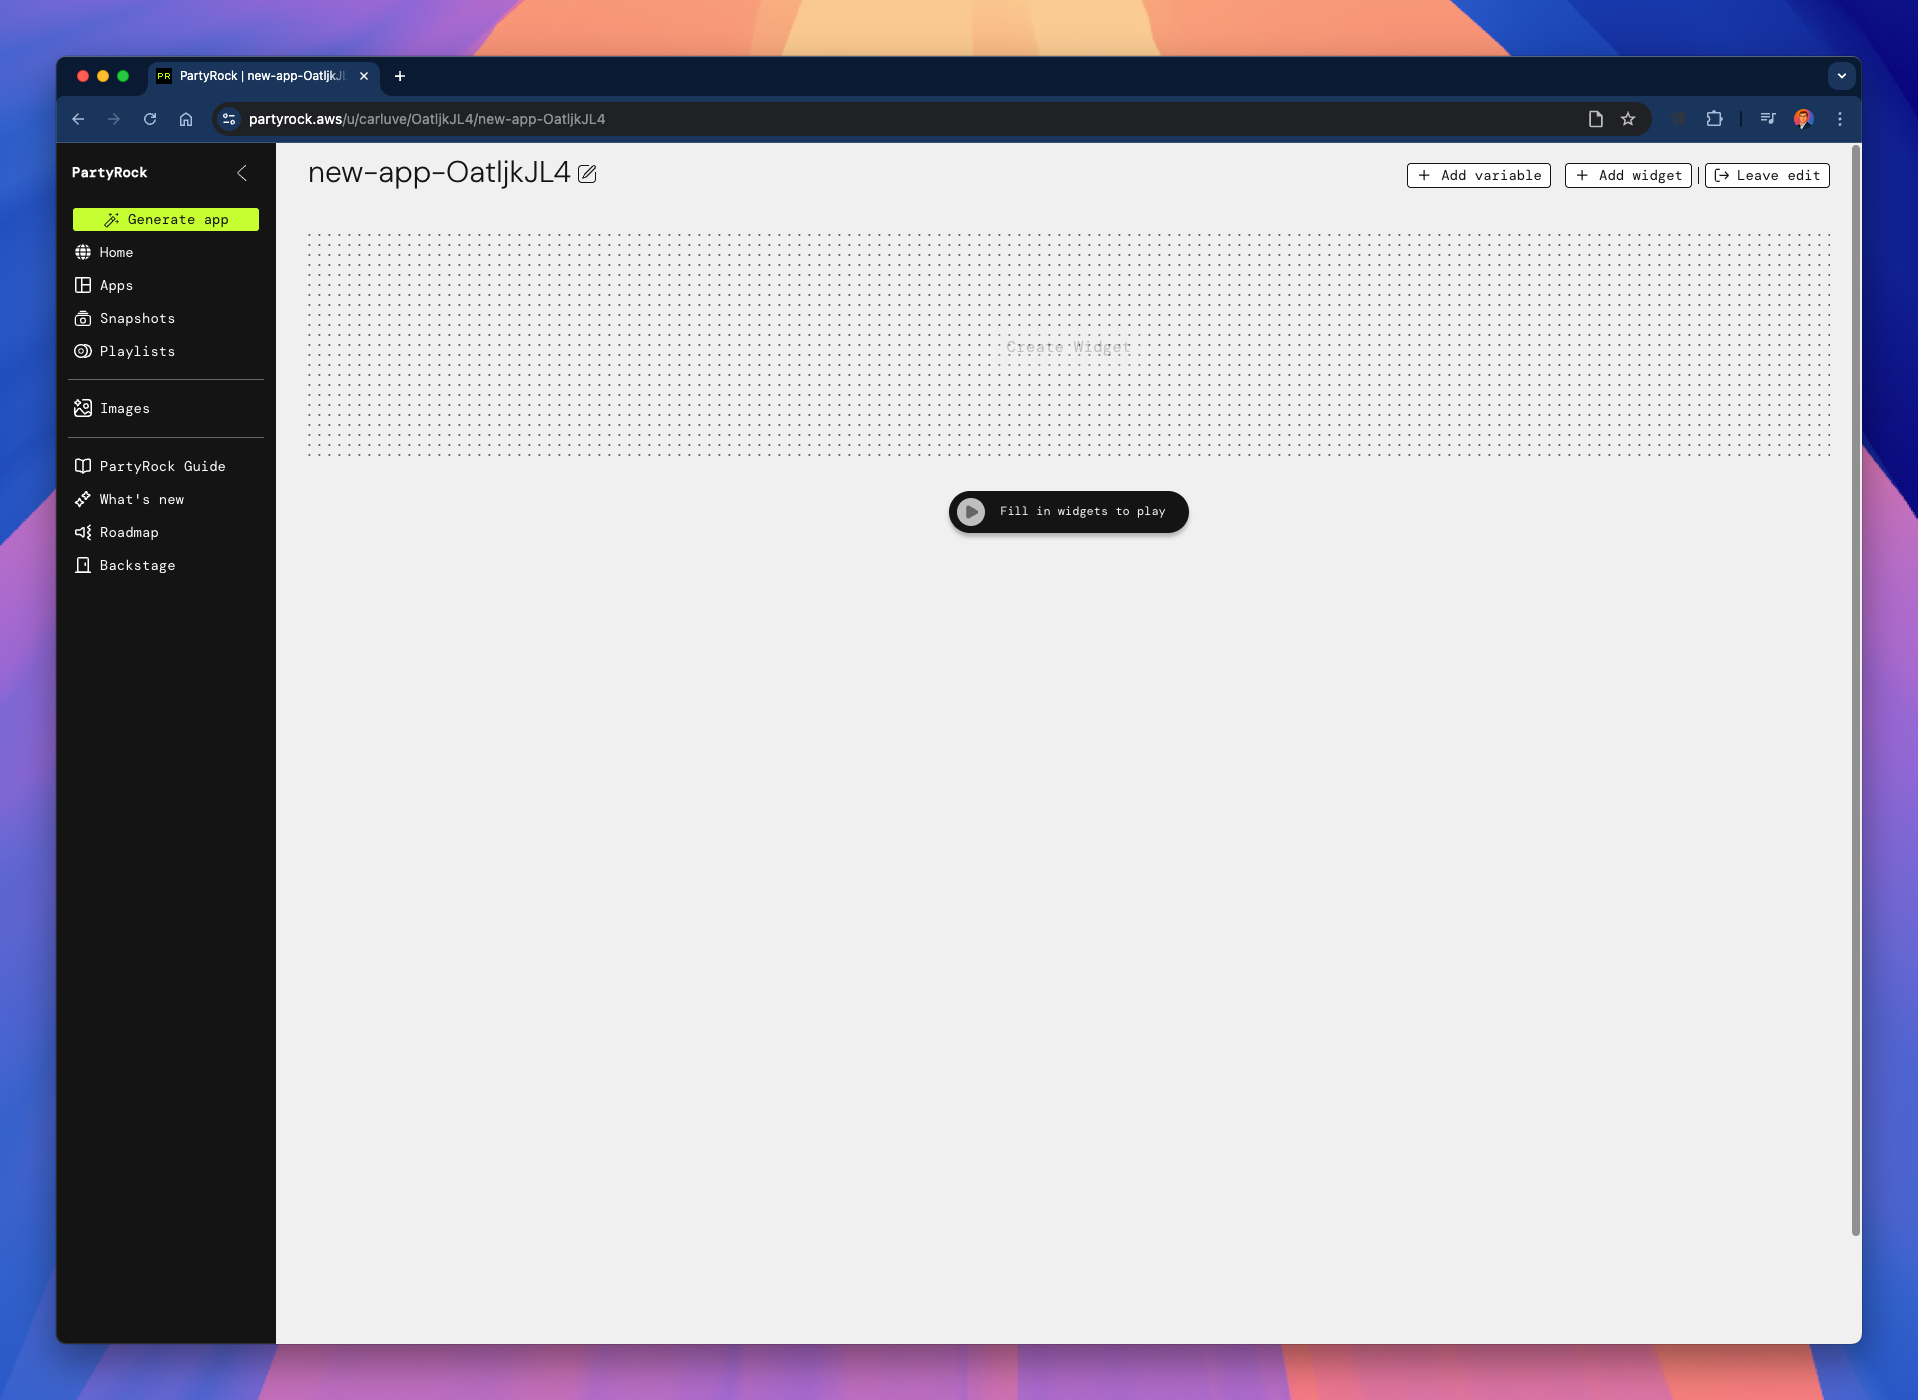 PR PartyRock | new-app-OatljkJL
partyrock.aws/u/carluve/OatljkJL4/new-app-OatljkJL4
PartyRock
Generate app
Home
Apps
Snapshots
Playlists
Images
PartyRock Guide
What's new
Roadmap
Backstage
new-app-OatljkJL4
Add variable
Add widget
Leave edit
Create Widget
Fill in widgets to play